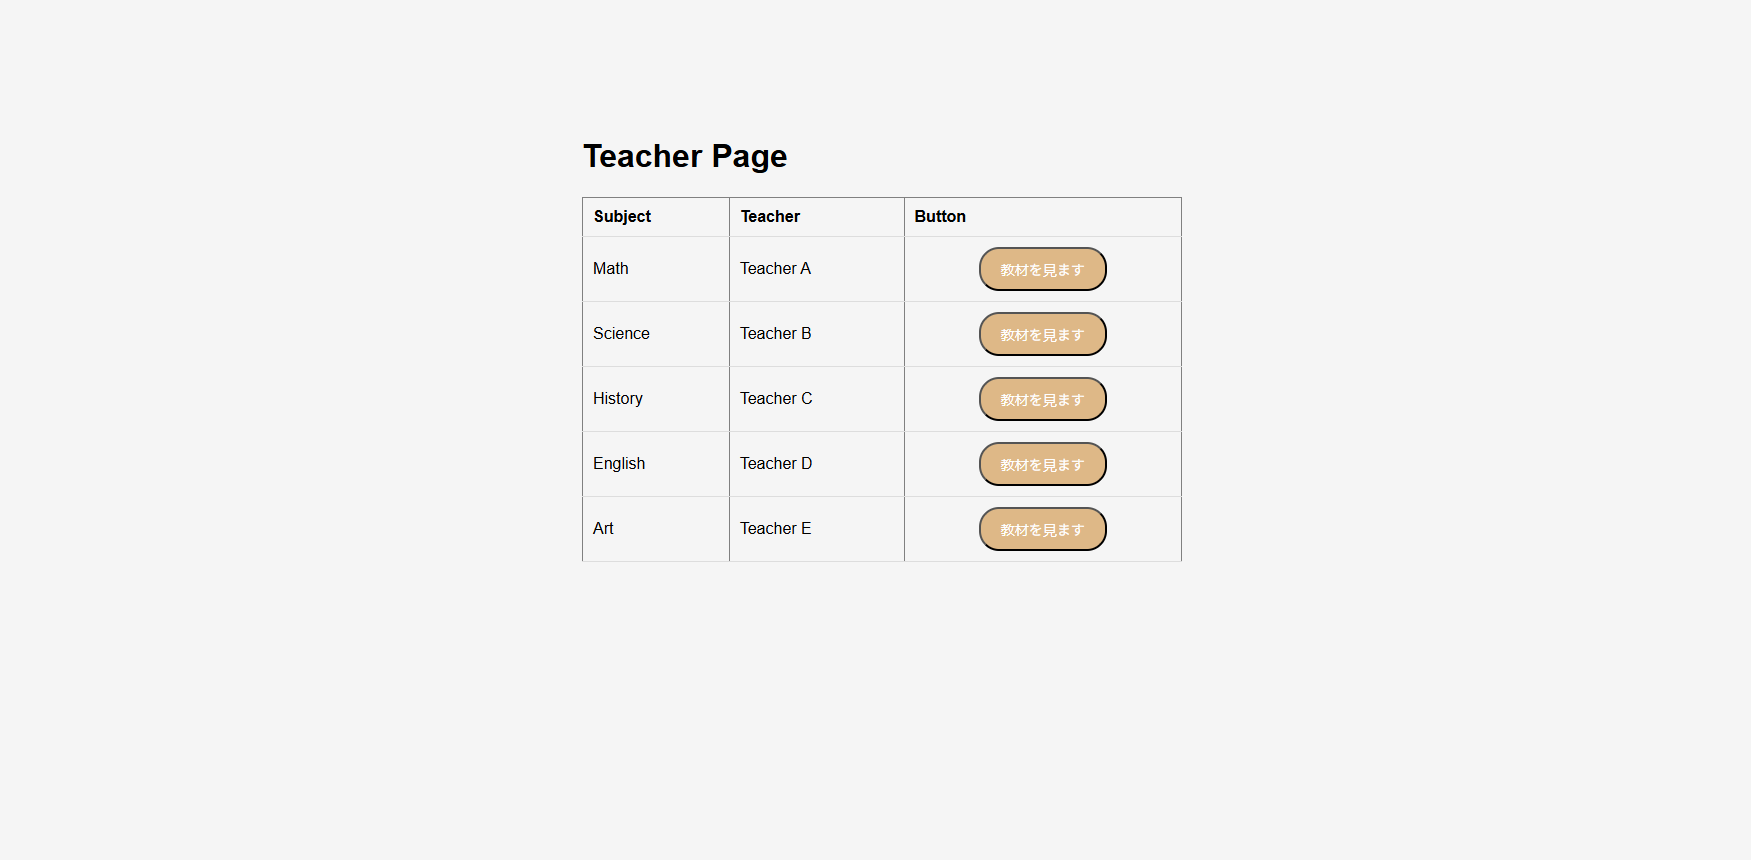 Teacher Page
Subject Teacher Button
Math Teacher A 教材を見ます
Science Teacher B 教材を見ます
History Teacher C 教材を見ます
English Teacher D 教材を見ます
Art Teacher E 教材を見ます